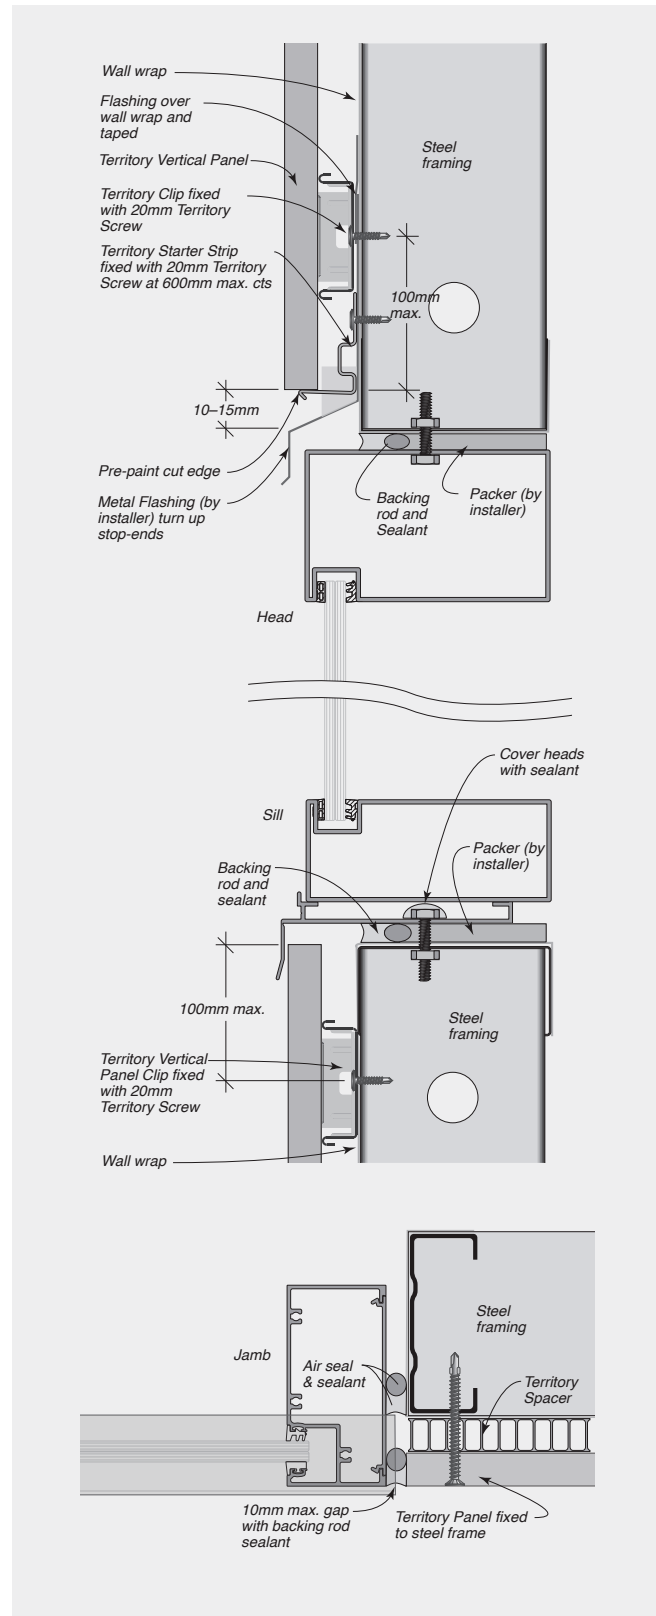 Wall wrap
Flashing over
wall wrap and
taped
Territory Vertical Panel
Territory Clip fixed
with 20mm Territory
Screw
Territory Starter Strip
fixed with 20mm Territory
Screw at 600mm max. cts
Steel
framing
100mm
max.
10–15mm
Pre-paint cut edge
Metal Flashing (by
installer) turn up
stop-ends
Backing
rod and
Sealant
Packer (by
installer)
Head
Cover heads
with sealant
Sill
Packer (by
installer)
Backing
rod and
sealant
100mm max.
Steel
framing
Territory Vertical
Panel Clip fixed
with 20mm
Territory Screw
Wall wrap
Steel
framing
Jamb
Air seal
& sealant
Territory
Spacer
10mm max. gap
with backing rod
sealant
Territory Panel fixed
to steel frame